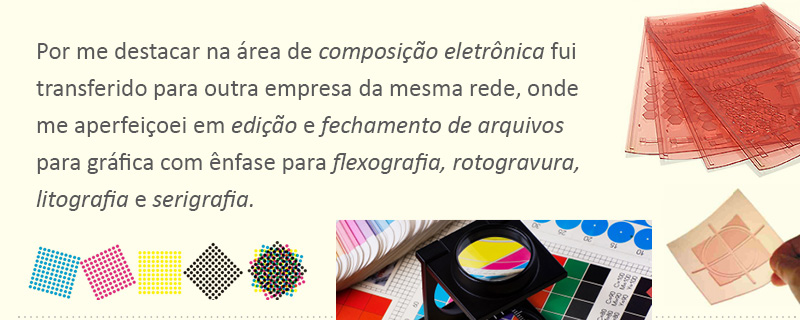 Por me destacar na área de composição eletrônica fui
transferido para outra empresa da mesma rede, onde
me aperfeiçoei em edição e fechamento de arquivos
para gráfica com ênfase para flexografia, rotogravura,
litografia e serigrafia.